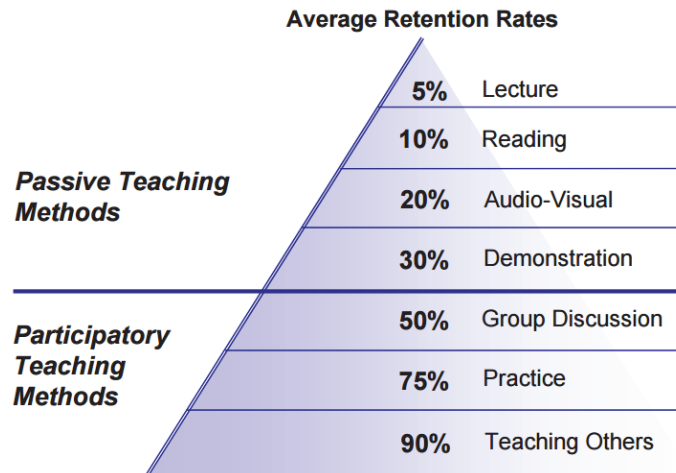 Average Retention Rates
5% Lecture
10% Reading
Passive Teaching
Methods
20% Audio-Visual
30% Demonstration
Participatory
Teaching
Methods
50% Group Discussion
75% Practice
90% Teaching Others